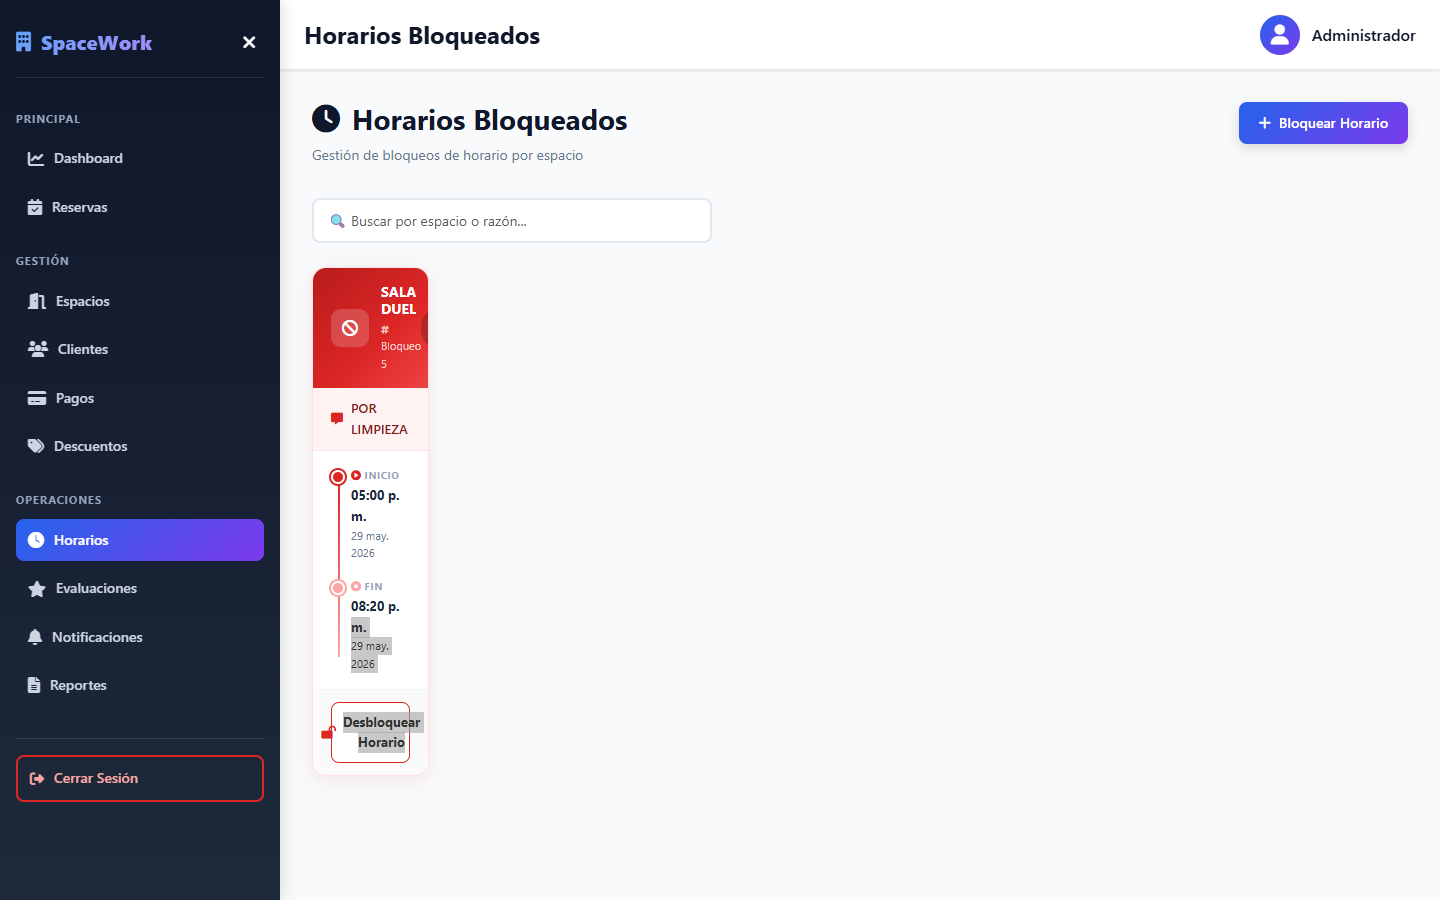 SpaceWork
PRINCIPAL
Dashboard
Reservas
GESTIÓN
Espacios
Clientes
Pagos
Descuentos
OPERACIONES
Horarios
Evaluaciones
Notificaciones
Reportes
Cerrar Sesión
Horarios Bloqueados
Administrador
Horarios Bloqueados
Gestión de bloqueos de horario por espacio
+ Bloquear Horario
Buscar por espacio o razón...
SALA
DUEL
#
Bloqueo
5
POR
LIMPIEZA
INICIO
05:00 p.
m.
29 may.
2026
FIN
08:20 p.
m.
29 may.
2026
Desbloquear
Horario